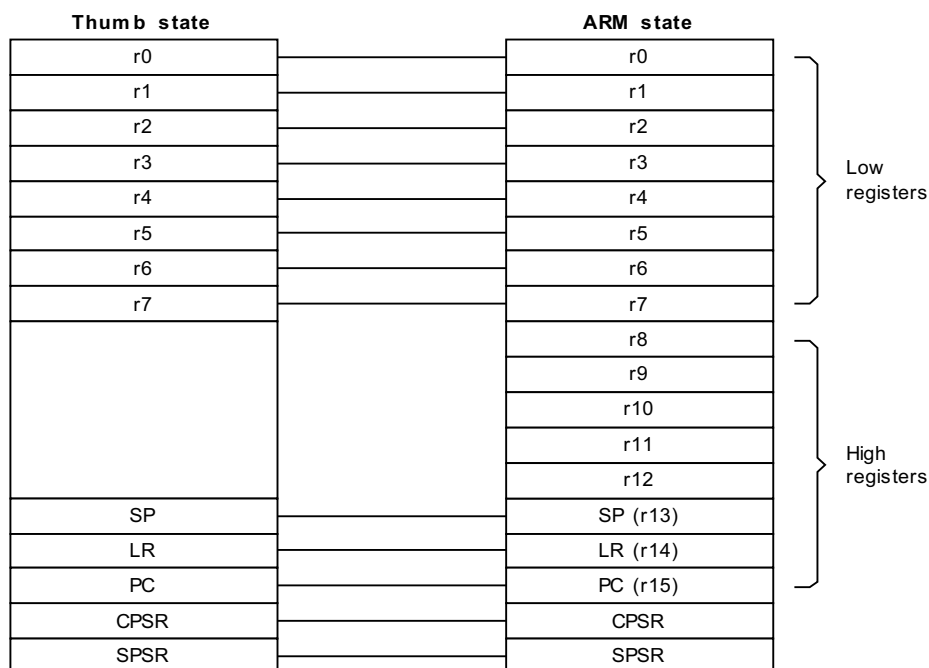 Thumb state
ARM state
r0
r0
r1
r1
r2
r2
r3
r3
r4
r4
r5
r5
r6
r6
r7
r7
Low
registers
r8
r9
r10
r11
r12
SP
SP (r13)
LR
LR (r14)
PC
PC (r15)
High
registers
CPSR
CPSR
SPSR
SPSR